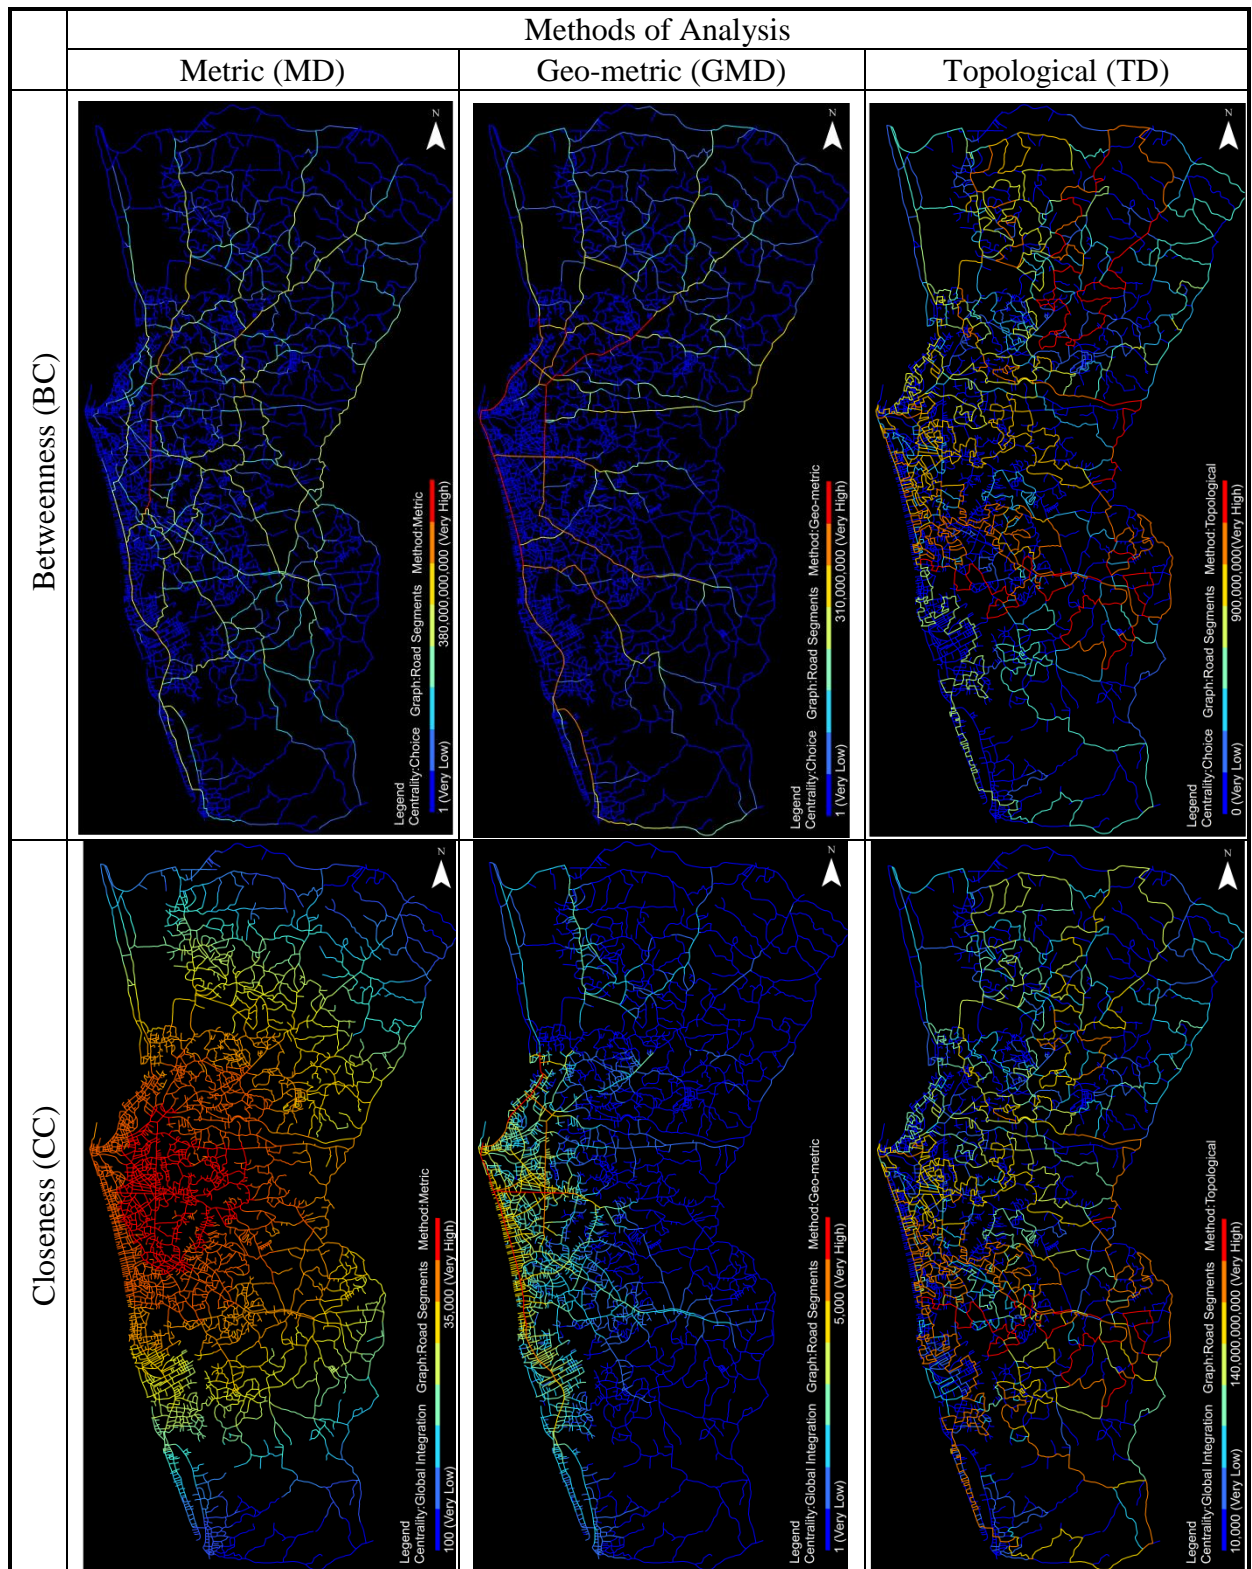 Methods of Analysis
Metric (MD)
Geo-metric (GMD)
Topological (TD)
Betweenness (BC)
N
Legend
Centrality:Choice Graph:Road Segments Method:Metric
1 (Very Low) 380,000,000,000 (Very High)
N
Legend
Centrality:Choice Graph:Road Segments Method:Geo-metric
1 (Very Low) 310,000,000 (Very High)
N
Legend
Centrality:Choice Graph:Road Segments Method:Topological
0 (Very Low) 900,000,000(Very High)
Closeness (CC)
N
Legend
Centrality:Global Integration Graph:Road Segments Method:Metric
100 (Very Low) 35,000 (Very High)
N
Legend
Centrality:Global Integration Graph:Road Segments Method:Geo-metric
1 (Very Low) 5,000 (Very High)
N
Legend
Centrality:Global Integration Graph:Road Segments Method:Topological
10,000 (Very Low) 140,000,000,000 (Very High)